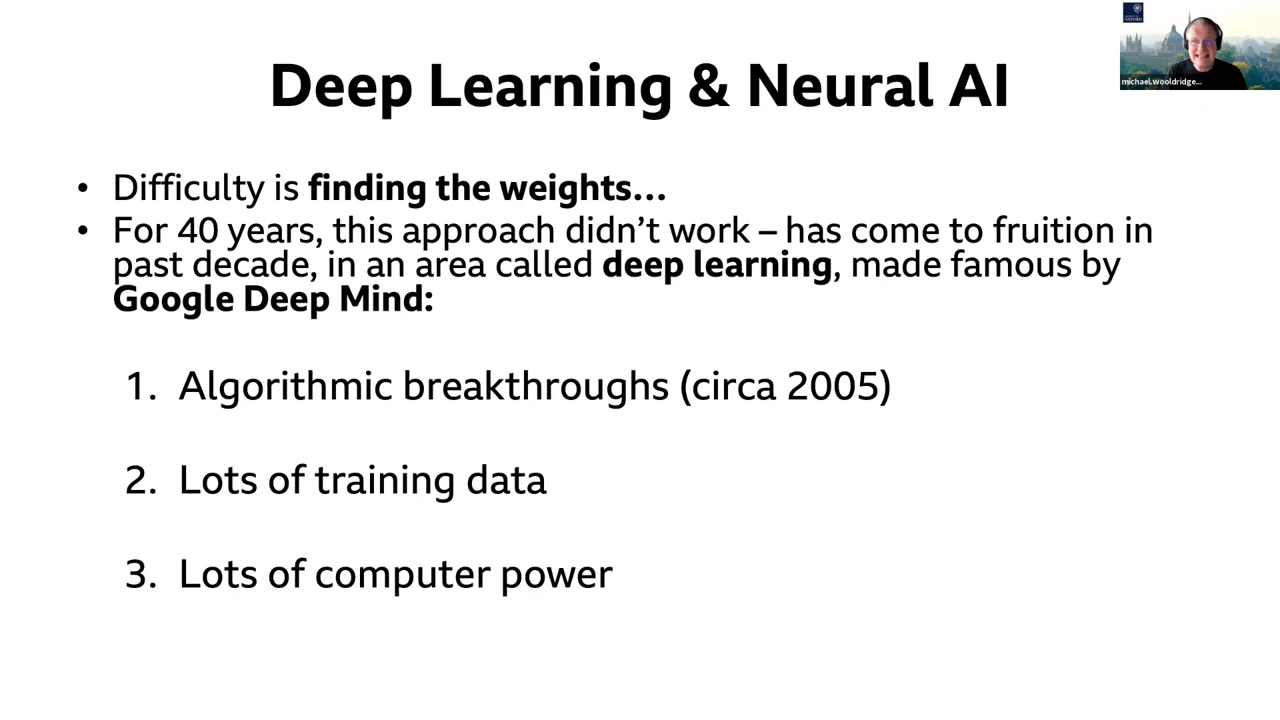 Deep Learning & Neural AI
• Difficulty is finding the weights...
• For 40 years, this approach didn't work – has come to fruition in
past decade, in an area called deep learning, made famous by
Google Deep Mind:
1. Algorithmic breakthroughs (circa 2005)
2. Lots of training data
3. Lots of computer power
OXFORD
michael.wooldridge...